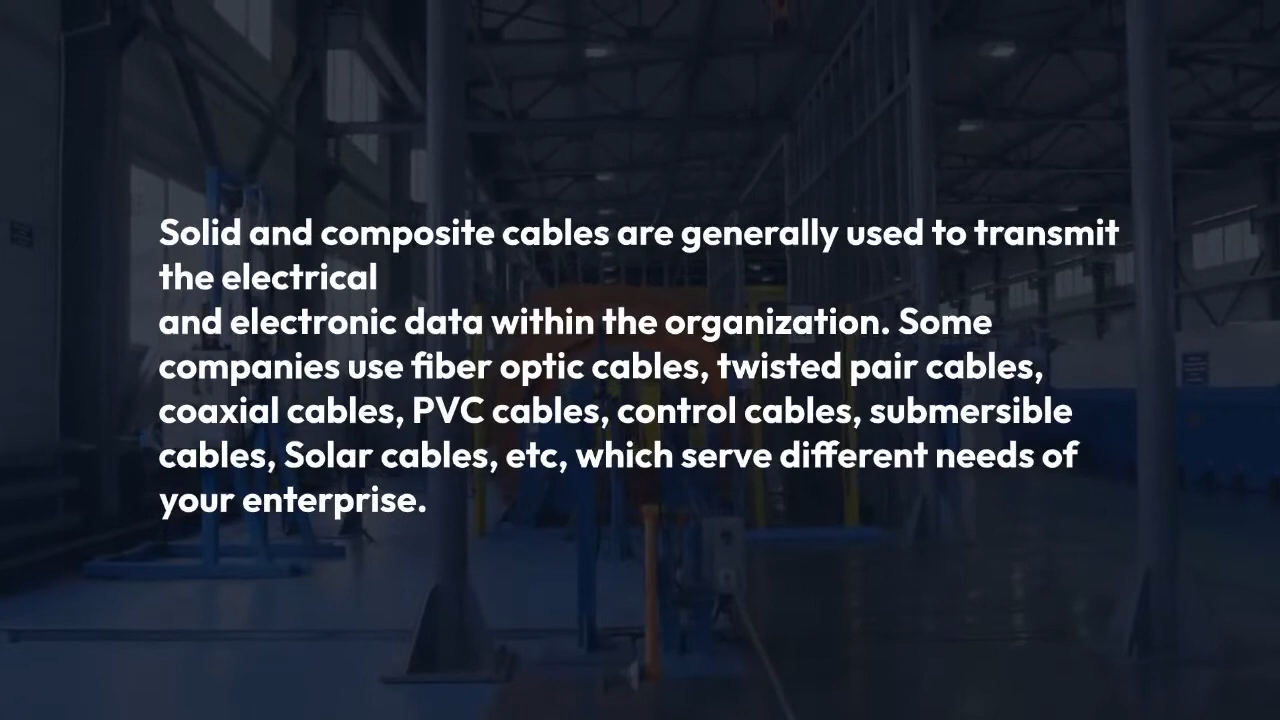 Solid and composite cables are generally used to transmit
the electrical
and electronic data within the organization. Some
companies use fiber optic cables, twisted pair cables,
coaxial cables, PVC cables, control cables, submersible
cables, Solar cables, etc, which serve different needs of
your enterprise.